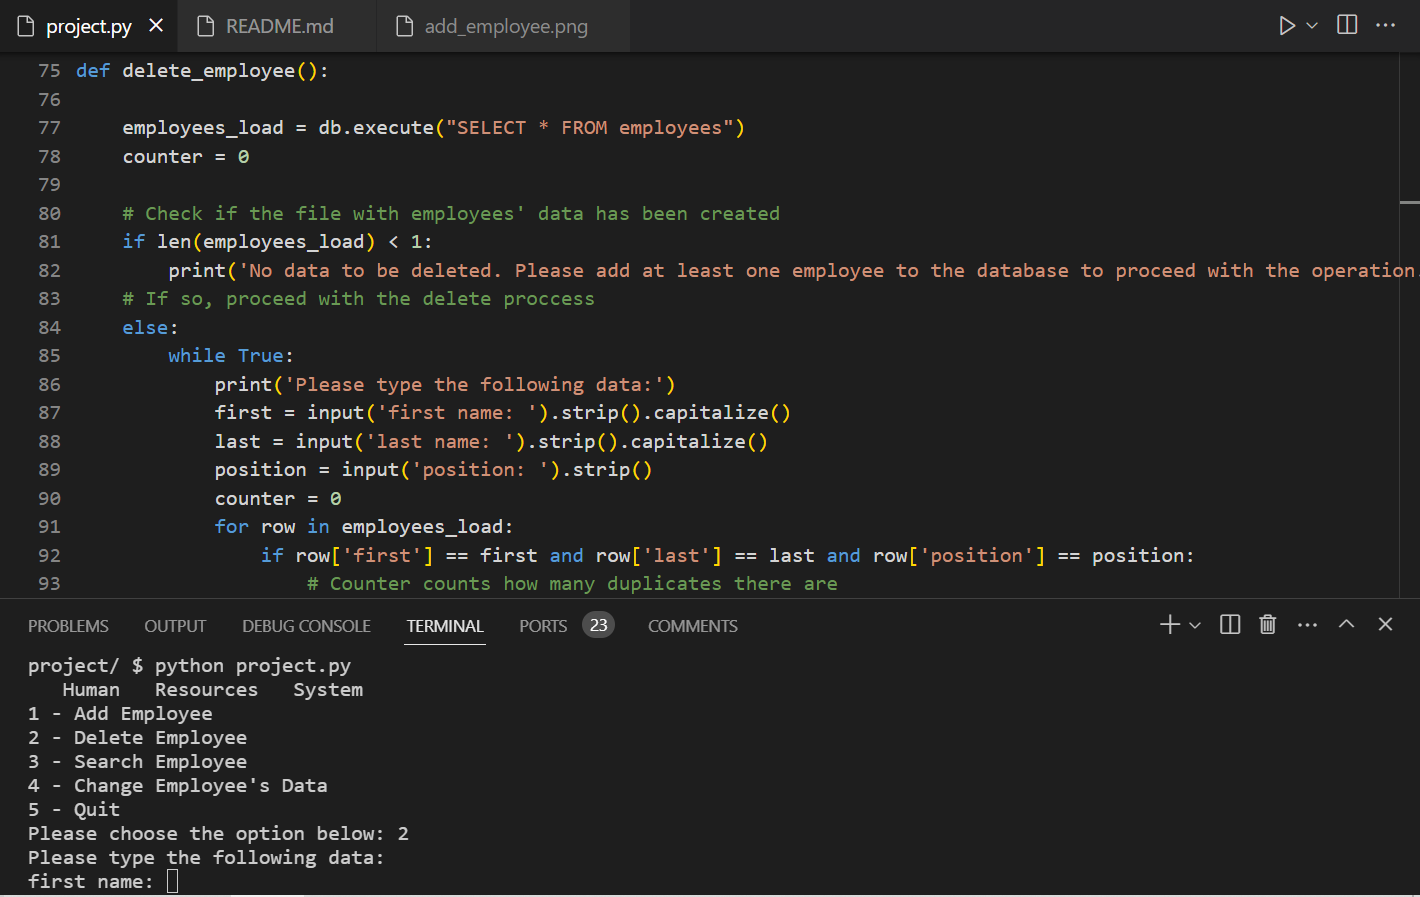 project.py README.md add_employee.png
75 def delete_employee():
76
77 employees_load = db.execute("SELECT * FROM employees")
78 counter = 0
79
80 # Check if the file with employees' data has been created
81 if len(employees_load) < 1:
82 print('No data to be deleted. Please add at least one employee to the database to proceed with the operation.
83 # If so, proceed with the delete proccess
84 else:
85 while True:
86 print('Please type the following data:')
87 first = input('first name: ').strip().capitalize()
88 last = input('last name: ').strip().capitalize()
89 position = input('position: ').strip()
90 counter = 0
91 for row in employees_load:
92 if row['first'] == first and row['last'] == last and row['position'] == position:
93 # Counter counts how many duplicates there are
PROBLEMS OUTPUT DEBUG CONSOLE TERMINAL PORTS 23 COMMENTS
project/ $ python project.py
Human Resources System
1 - Add Employee
2 - Delete Employee
3 - Search Employee
4 - Change Employee's Data
5 - Quit
Please choose the option below: 2
Please type the following data:
first name: